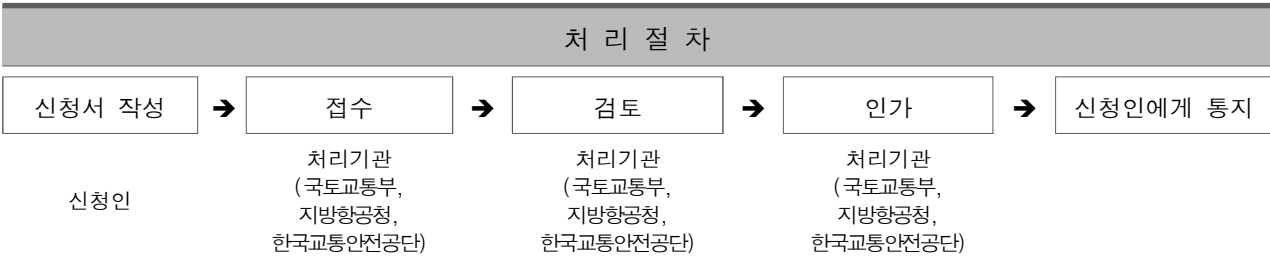 처 리 절 차
신청서 작성 ➔ 접수 ➔ 검토 ➔ 인가 ➔ 신청인에게 통지
신청인
처리기관
(국토교통부,
지방항공청,
한국교통안전공단)
처리기관
(국토교통부,
지방항공청,
한국교통안전공단)
처리기관
(국토교통부,
지방항공청,
한국교통안전공단)